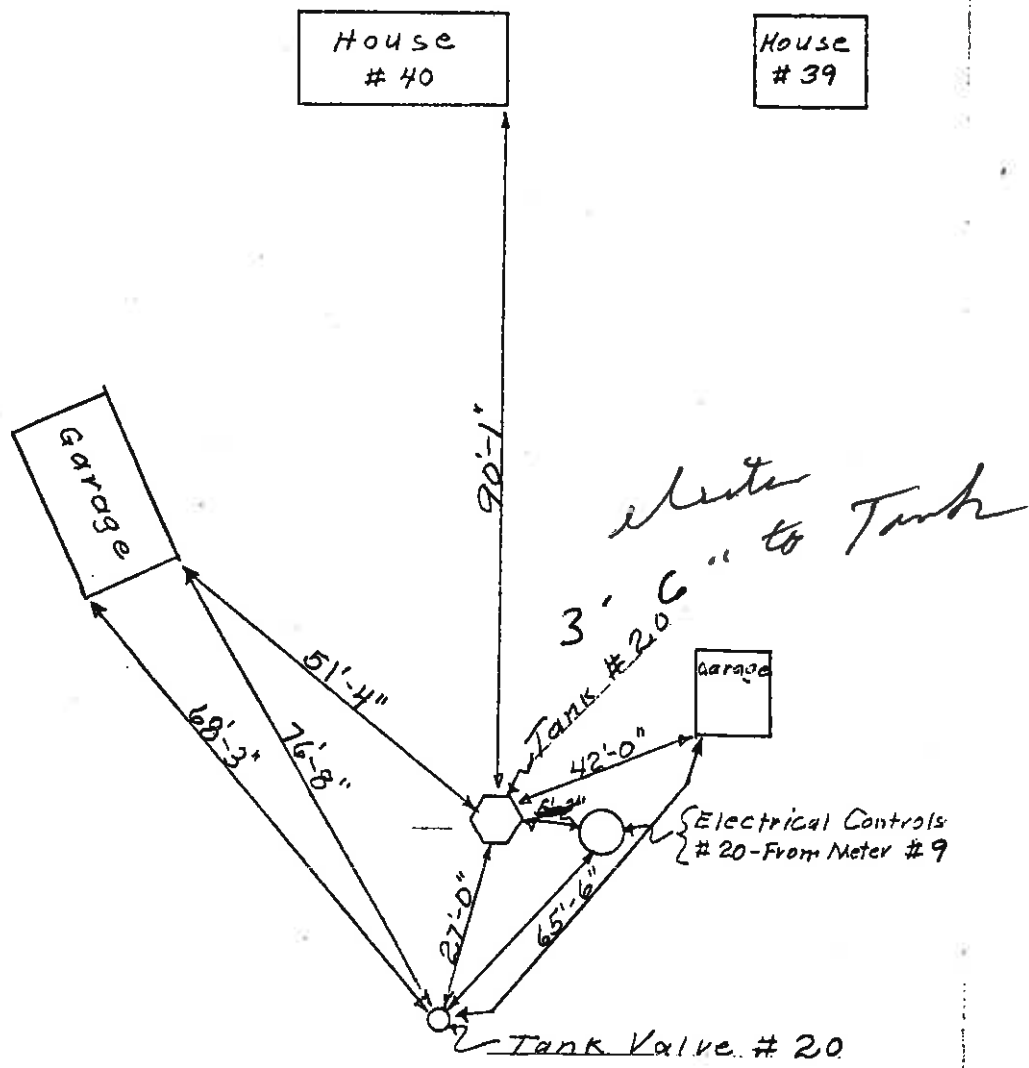 House
# 40
House
# 39
90'-1"
Garage
3' 6" to Tank
Tank #20
Garage
51'-4"
68'-3"
76'-8"
42'-0"
Electrical Controls
#20-From Meter #9
27'-0"
65'-6"
Tank Valve #20